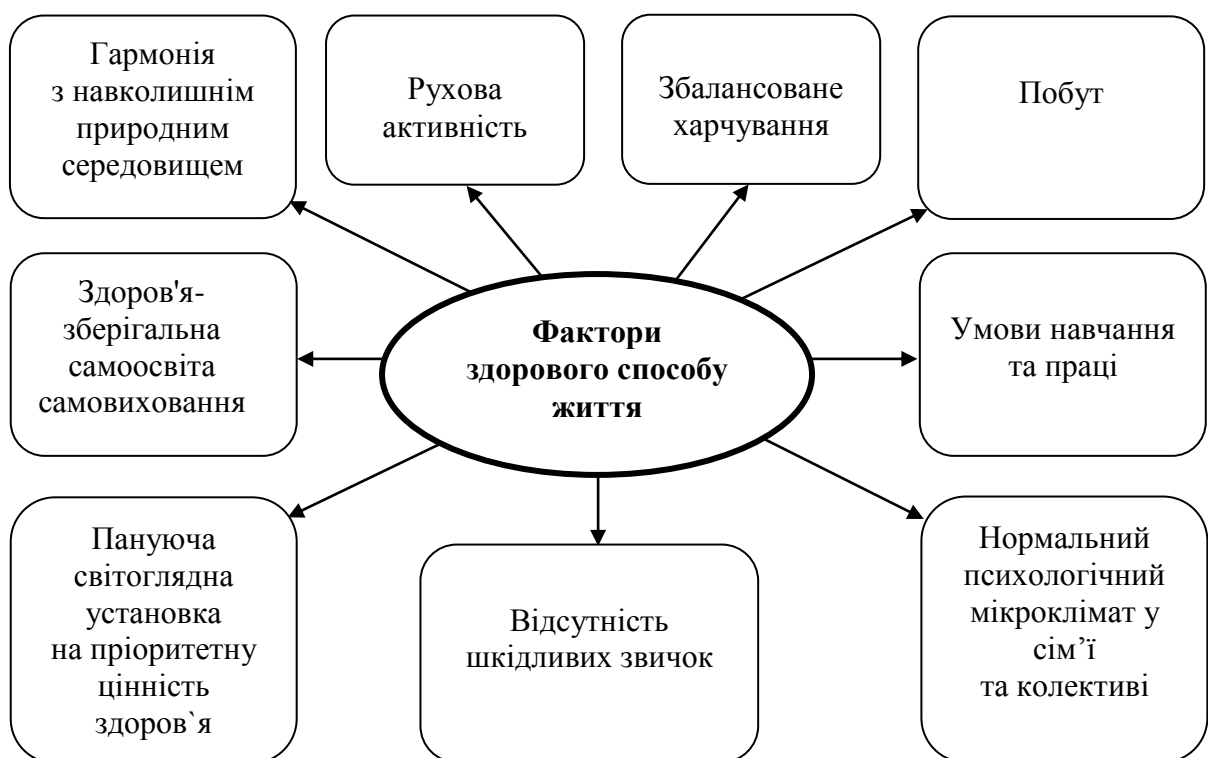 Гармонія
з навколишнім
природним
середовищем
Рухова
активність
Збалансоване
харчування
Побут
Здоров'я-
зберігальна
самоосвіта
самовиховання
Фактори
здорового способу
життя
Умови навчання
та праці
Пануюча
світоглядна
установка
на пріоритетну
цінність
здоров`я
Відсутність
шкідливих звичок
Нормальний
психологічний
мікроклімат у
сім’ї
та колективі